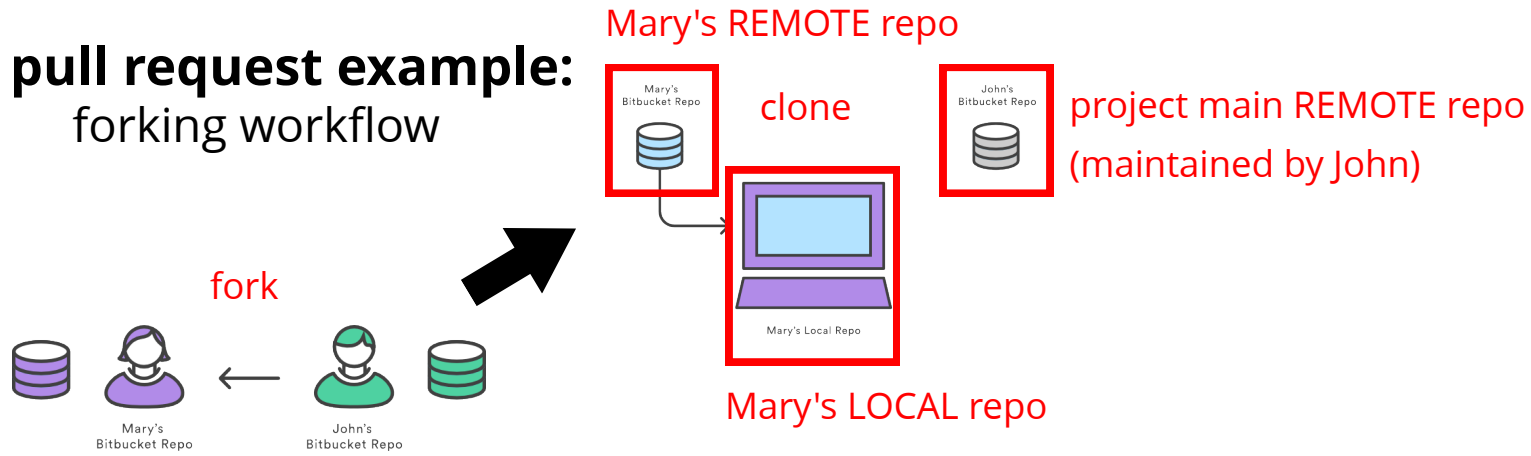 pull request example:
forking workflow
fork
Mary's
Bitbucket Repo
John's
Bitbucket Repo
Mary's REMOTE repo
Mary's
Bitbucket Repo
clone
John's
Bitbucket Repo
project main REMOTE repo
(maintained by John)
Mary's Local Repo
Mary's LOCAL repo